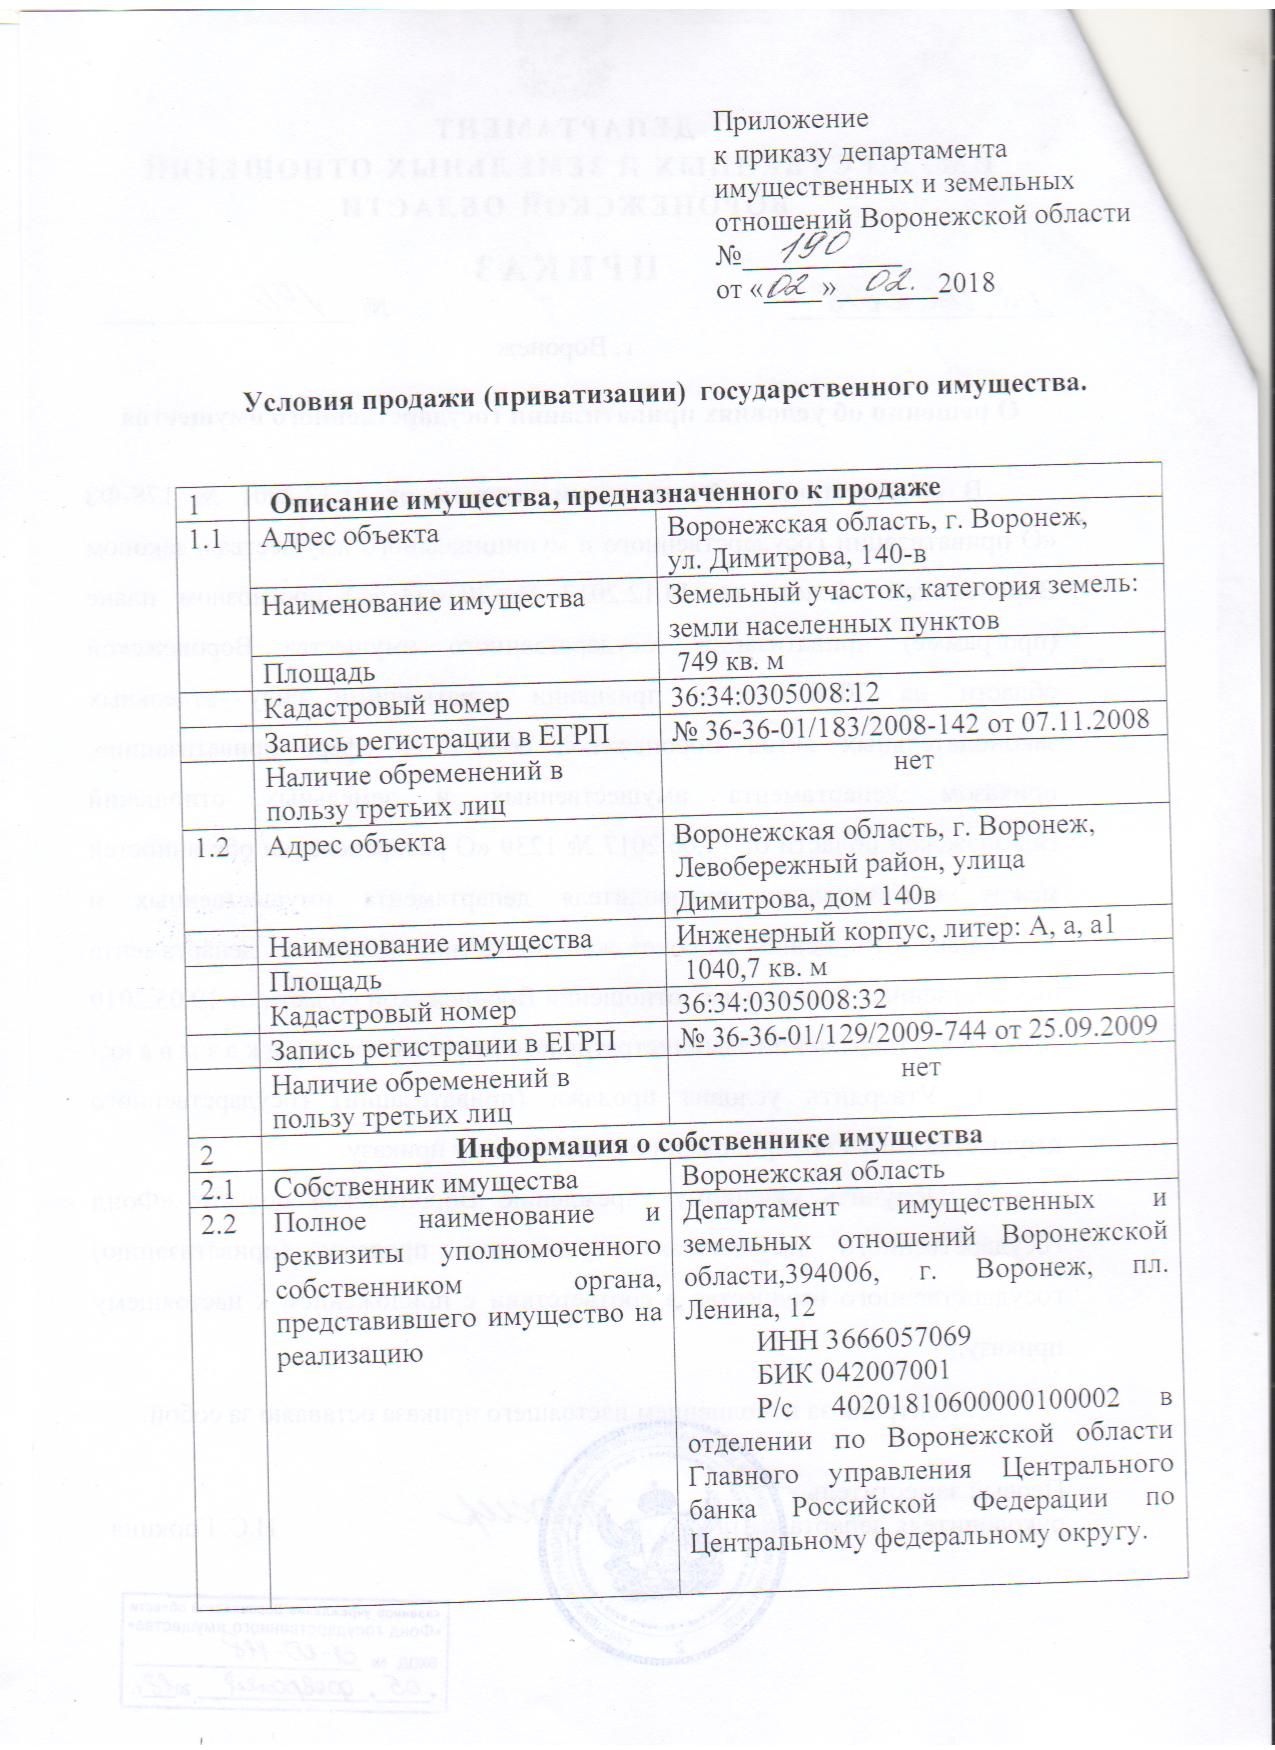 Приложение
к приказу департамента
имущественных и земельных
отношений Воронежской области
№ 190
от «02» 02. 2018
Условия продажи (приватизации) государственного имущества.
1 Описание имущества, предназначенного к продаже
1.1 Адрес объекта Воронежская область, г. Воронеж,
ул. Димитрова, 140-в
Наименование имущества Земельный участок, категория земель:
земли населенных пунктов
Площадь 749 кв. м
Кадастровый номер 36:34:0305008:12
Запись регистрации в ЕГРП № 36-36-01/183/2008-142 от 07.11.2008
Наличие обременений в нет
пользу третьих лиц
1.2 Адрес объекта Воронежская область, г. Воронеж,
Левобережный район, улица
Димитрова, дом 140в
Наименование имущества Инженерный корпус, литер: А, а, а1
Площадь 1040,7 кв. м
Кадастровый номер 36:34:0305008:32
Запись регистрации в ЕГРП № 36-36-01/129/2009-744 от 25.09.2009
Наличие обременений в нет
пользу третьих лиц
2 Информация о собственнике имущества
2.1 Собственник имущества Воронежская область
2.2 Полное наименование и Департамент имущественных и
реквизиты уполномоченного земельных отношений Воронежской
собственником органа, области,394006, г. Воронеж, пл.
представившего имущество на Ленина, 12
реализацию ИНН 3666057069
БИК 042007001
Р/с 40201810600000100002 в
отделении по Воронежской области
Главного управления Центрального
банка Российской Федерации по
Центральному федеральному округу.